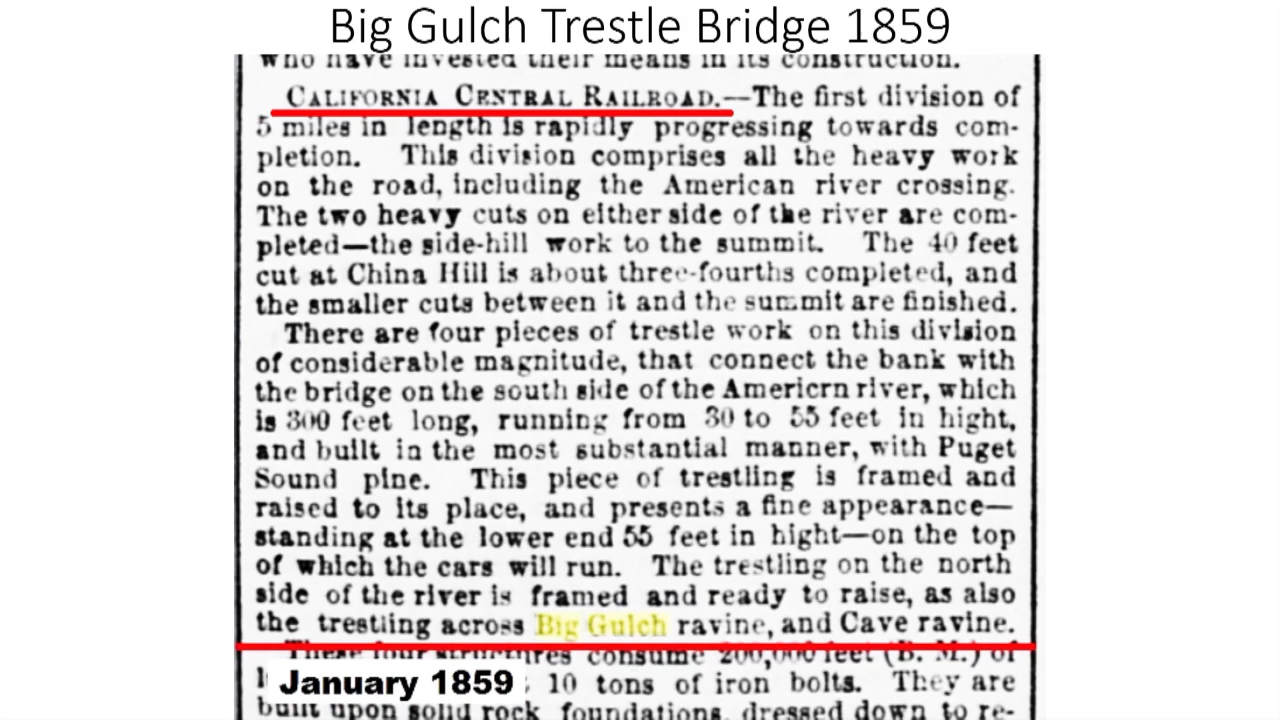 Big Gulch Trestle Bridge 1859
who have invested their means in its construction.
CALIFORNIA CENTRAL RAILROAD.—The first division of
5 miles in length is rapidly progressing towards com-
pletion. This division comprises all the heavy work
on the road, including the American river crossing.
The two heavy cuts on either side of the river are com-
pleted—the side-hill work to the summit. The 40 feet
cut at China Hill is about three-fourths completed, and
the smaller cuts between it and the summit are finished.
There are four pieces of trestle work on this division
of considerable magnitude, that connect the bank with
the bridge on the south side of the Americrn river, which
is 300 feet long, running from 30 to 55 feet in hight,
and built in the most substantial manner, with Puget
Sound pine. This piece of trestling is framed and
raised to its place, and presents a fine appearance—
standing at the lower end 55 feet in hight—on the top
of which the cars will run. The trestling on the north
side of the river is framed and ready to raise, as also
the trestling across Big Gulch ravine, and Cave ravine.
These four structures consume 200,000 feet (B. M.) of
January 1859 ; 10 tons of iron bolts. They are
built upon solid rock foundations, dressed down to re-